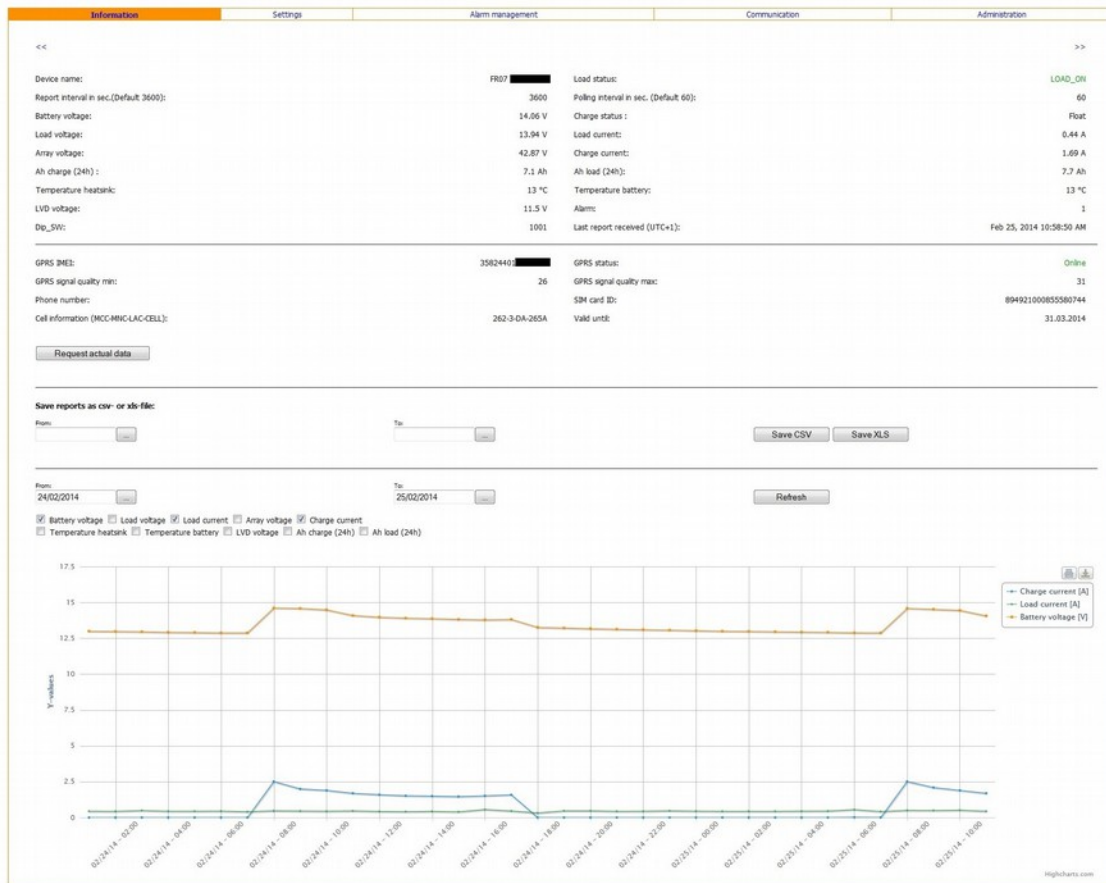 Information Settings Alarm management Communication Administration
<< >>
Device name: FR07 Load status: LOAD_ON
Report interval in sec.(Default 3600): 3600 Polling interval in sec. (Default 60): 60
Battery voltage: 14.06 V Charge status : Float
Load voltage: 13.94 V Load current: 0.44 A
Array voltage: 42.87 V Charge current: 1.69 A
Ah charge (24h) : 7.1 Ah Ah load (24h): 7.7 Ah
Temperature heatsink: 13 °C Temperature battery: 13 °C
LVD voltage: 11.5 V Alarm: 1
Dip_SW: 1001 Last report received (UTC+1): Feb 25, 2014 10:58:50 AM
GPRS IMEI: 35824401 GPRS status: Online
GPRS signal quality min: 26 GPRS signal quality max: 31
Phone number: SIM card ID: 894921000855580744
Cell information (MCC-MNC-LAC-CELL): 262-3-DA-265A Valid until: 31.03.2014
Request actual data
Save reports as csv- or xls-file:
From: To:
... ... Save CSV Save XLS
From: To:
24/02/2014 ... 25/02/2014 ... Refresh
Battery voltage Load voltage Load current Array voltage Charge current
Temperature heatsink Temperature battery LVD voltage Ah charge (24h) Ah load (24h)
17.5
Charge current [A]
15
Load current [A]
Battery voltage [V]
12.5
10
Y-values
7.5
5
2.5
0
02/24/14 - 02:00 02/24/14 - 04:00 02/24/14 - 06:00 02/24/14 - 08:00 02/24/14 - 10:00 02/24/14 - 12:00 02/24/14 - 14:00 02/24/14 - 16:00 02/24/14 - 18:00 02/24/14 - 20:00 02/24/14 - 22:00 02/25/14 - 00:00 02/25/14 - 02:00 02/25/14 - 04:00 02/25/14 - 06:00 02/25/14 - 08:00 02/25/14 - 10:00
Highcharts.com